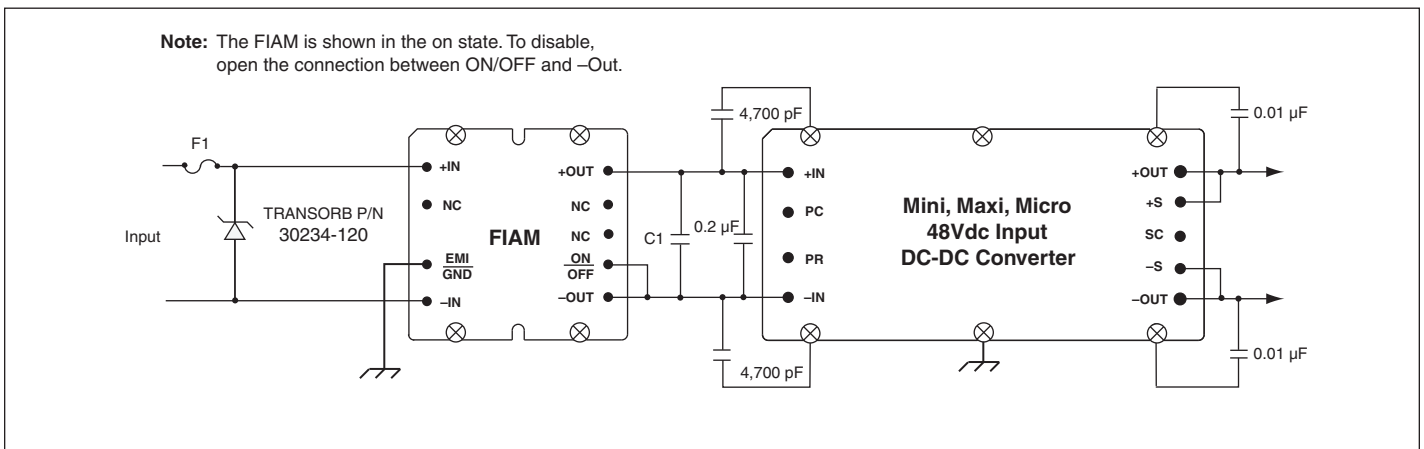 Note: The FIAM is shown in the on state. To disable,
open the connection between ON/OFF and –Out.
F1
Input
TRANSORB P/N
30234-120
+IN
NC
EMI
GND
–IN
FIAM
+OUT
NC
NC
ON
OFF
–OUT
C1
0.2 µF
4,700 pF
4,700 pF
+IN
PC
PR
–IN
Mini, Maxi, Micro
48Vdc Input
DC-DC Converter
+OUT
+S
SC
–S
–OUT
0.01 µF
0.01 µF